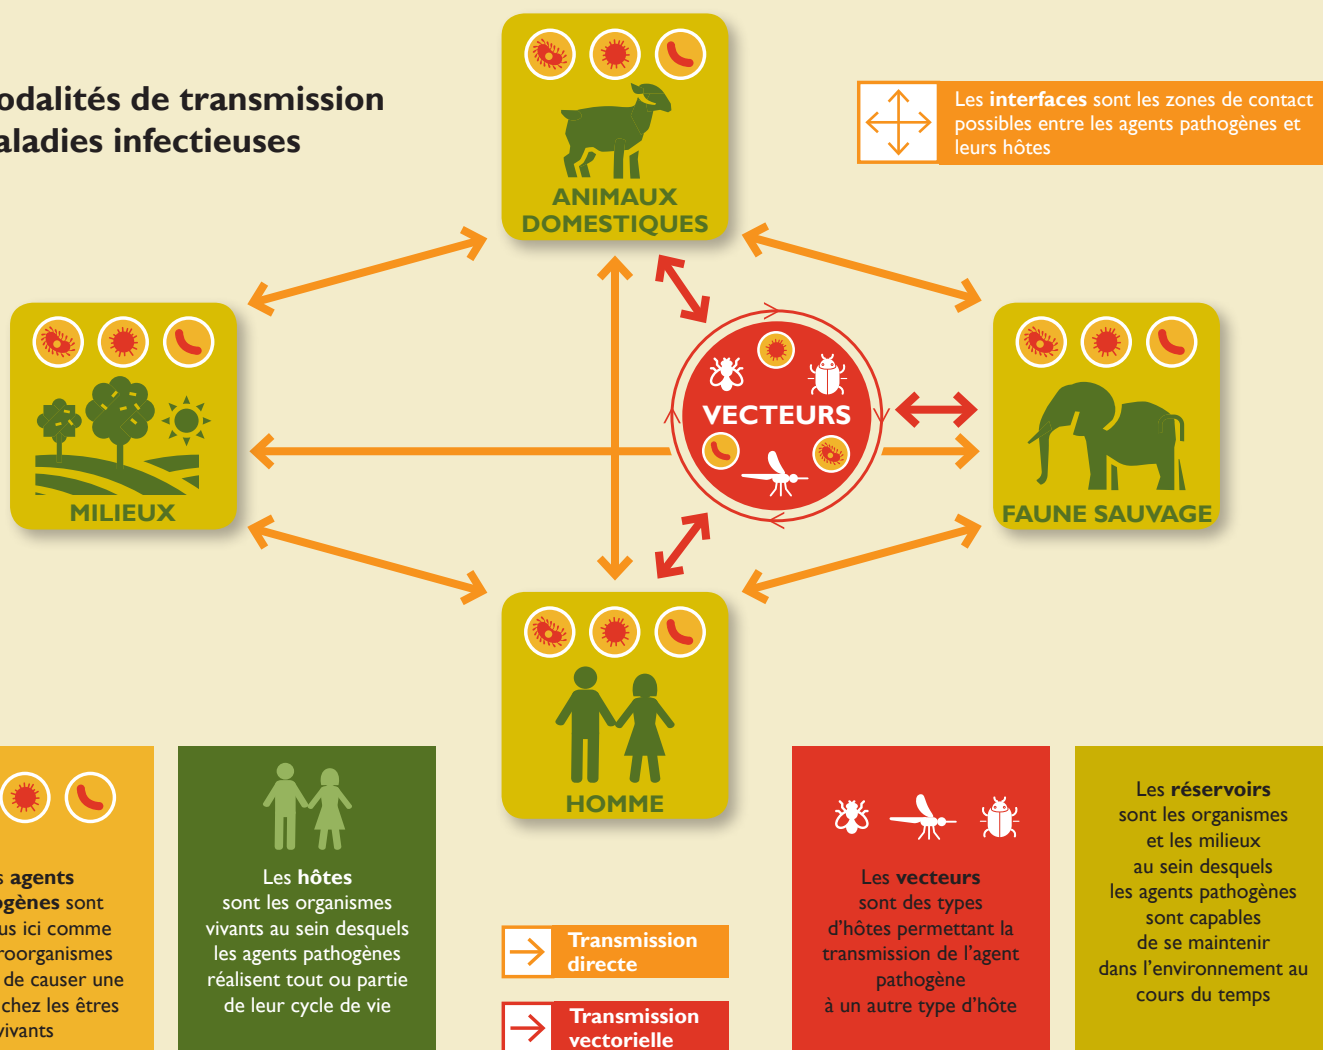 odalités de transmission
aladies infectieuses
ANIMAUX
DOMESTIQUES
Les interfaces sont les zones de contact
possibles entre les agents pathogènes et
leurs hôtes
MILIEUX
VECTEURS
FAUNE SAUVAGE
HOMME
s agents
ogènes sont
us ici comme
roorganismes
de causer une
chez les êtres
vivants
Les hôtes
sont les organismes
vivants au sein desquels
les agents pathogènes
réalisent tout ou partie
de leur cycle de vie
Transmission
directe
Transmission
vectorielle
Les vecteurs
sont des types
d'hôtes permettant la
transmission de l'agent
pathogène
à un autre type d'hôte
Les réservoirs
sont les organismes
et les milieux
au sein desquels
les agents pathogènes
sont capables
de se maintenir
dans l'environnement au
cours du temps